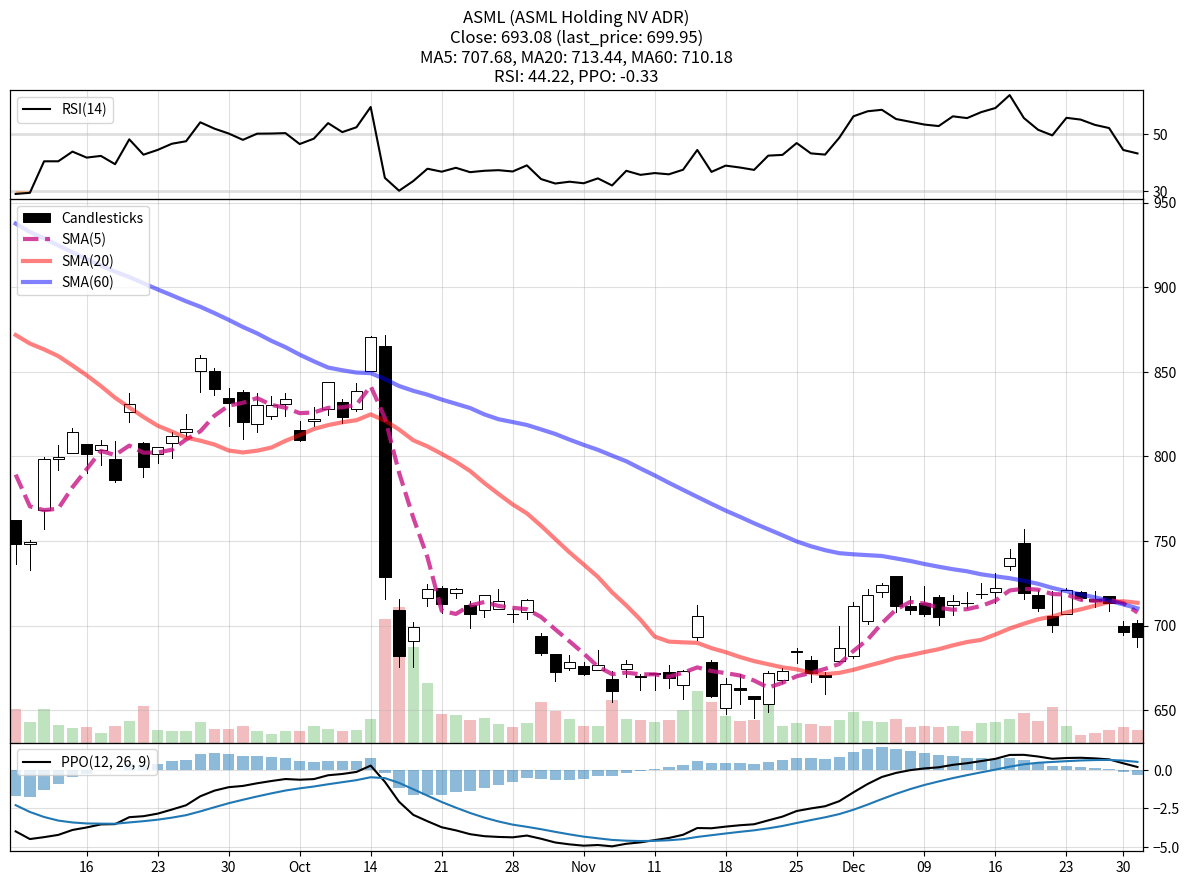 ASML (ASML Holding NV ADR)
Close: 693.08 (last_price: 699.95)
MA5: 707.68, MA20: 713.44, MA60: 710.18
RSI: 44.22, PPO: -0.33
RSI(14)
50
30
Candlesticks
SMA(5)
SMA(20)
SMA(60)
950
900
850
800
750
700
650
PPO(12, 26, 9)
0.0
−2.5
−5.0
16 23 30 Oct 14 21 28 Nov 11 18 25 Dec 09 16 23 30